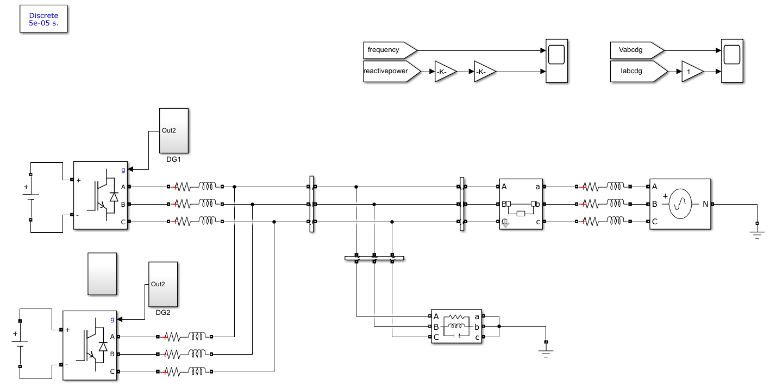 Discrete
5e-05 s.
frequency
reactivepower
-K-
-K-
Vabcdg
Iabcdg
1
Out2
DG1
+
-
g
A
B
C
A
B
C
a
b
c
A
B
C
+
N
Out2
DG2
+
-
g
A
B
C
A
B
C
a
b
c
+
+